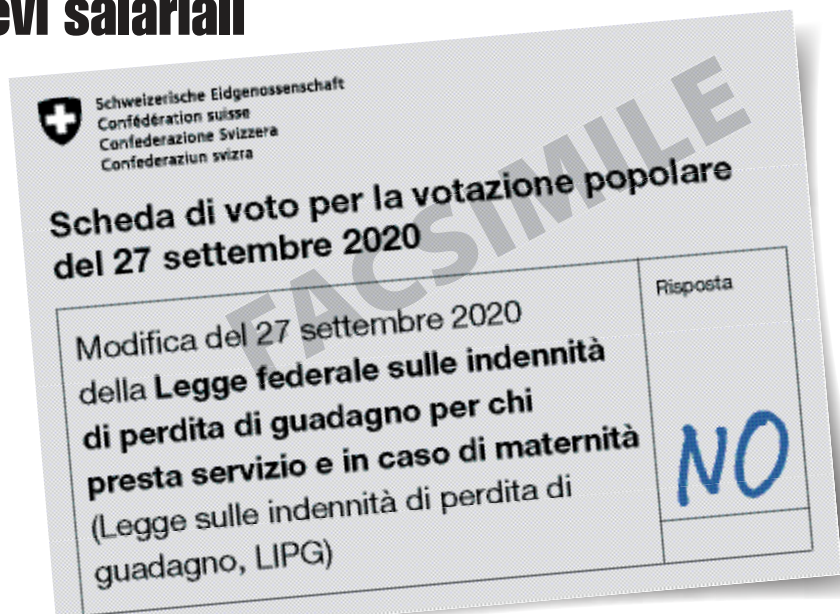 evi salariali
Schweizerische Eidgenossenschaft
Confédération suisse
Confederazione Svizzera
Confederaziun svizra
Scheda di voto per la votazione popolare
del 27 settembre 2020
FACSIMILE
Modifica del 27 settembre 2020
della Legge federale sulle indennità
di perdita di guadagno per chi
presta servizio e in caso di maternità
(Legge sulle indennità di perdita di
guadagno, LIPG)
Risposta
NO